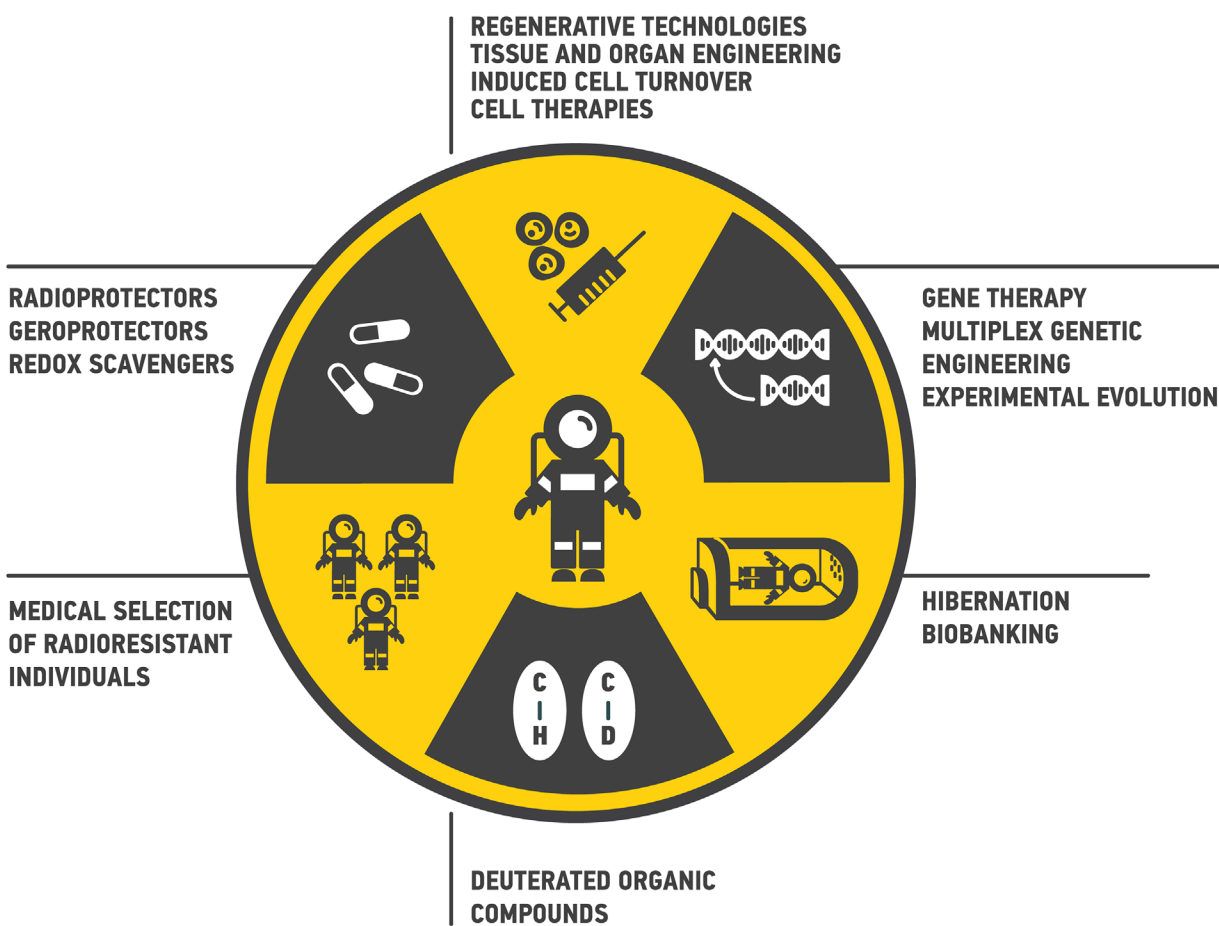 REGENERATIVE TECHNOLOGIES
TISSUE AND ORGAN ENGINEERING
INDUCED CELL TURNOVER
CELL THERAPIES
RADIOPROTECTORS
GEROPROTECTORS
REDOX SCAVENGERS
GENE THERAPY
MULTIPLEX GENETIC
ENGINEERING
EXPERIMENTAL EVOLUTION
MEDICAL SELECTION
OF RADIORESISTANT
INDIVIDUALS
HIBERNATION
BIOBANKING
C
H
C
D
DEUTERATED ORGANIC
COMPOUNDS